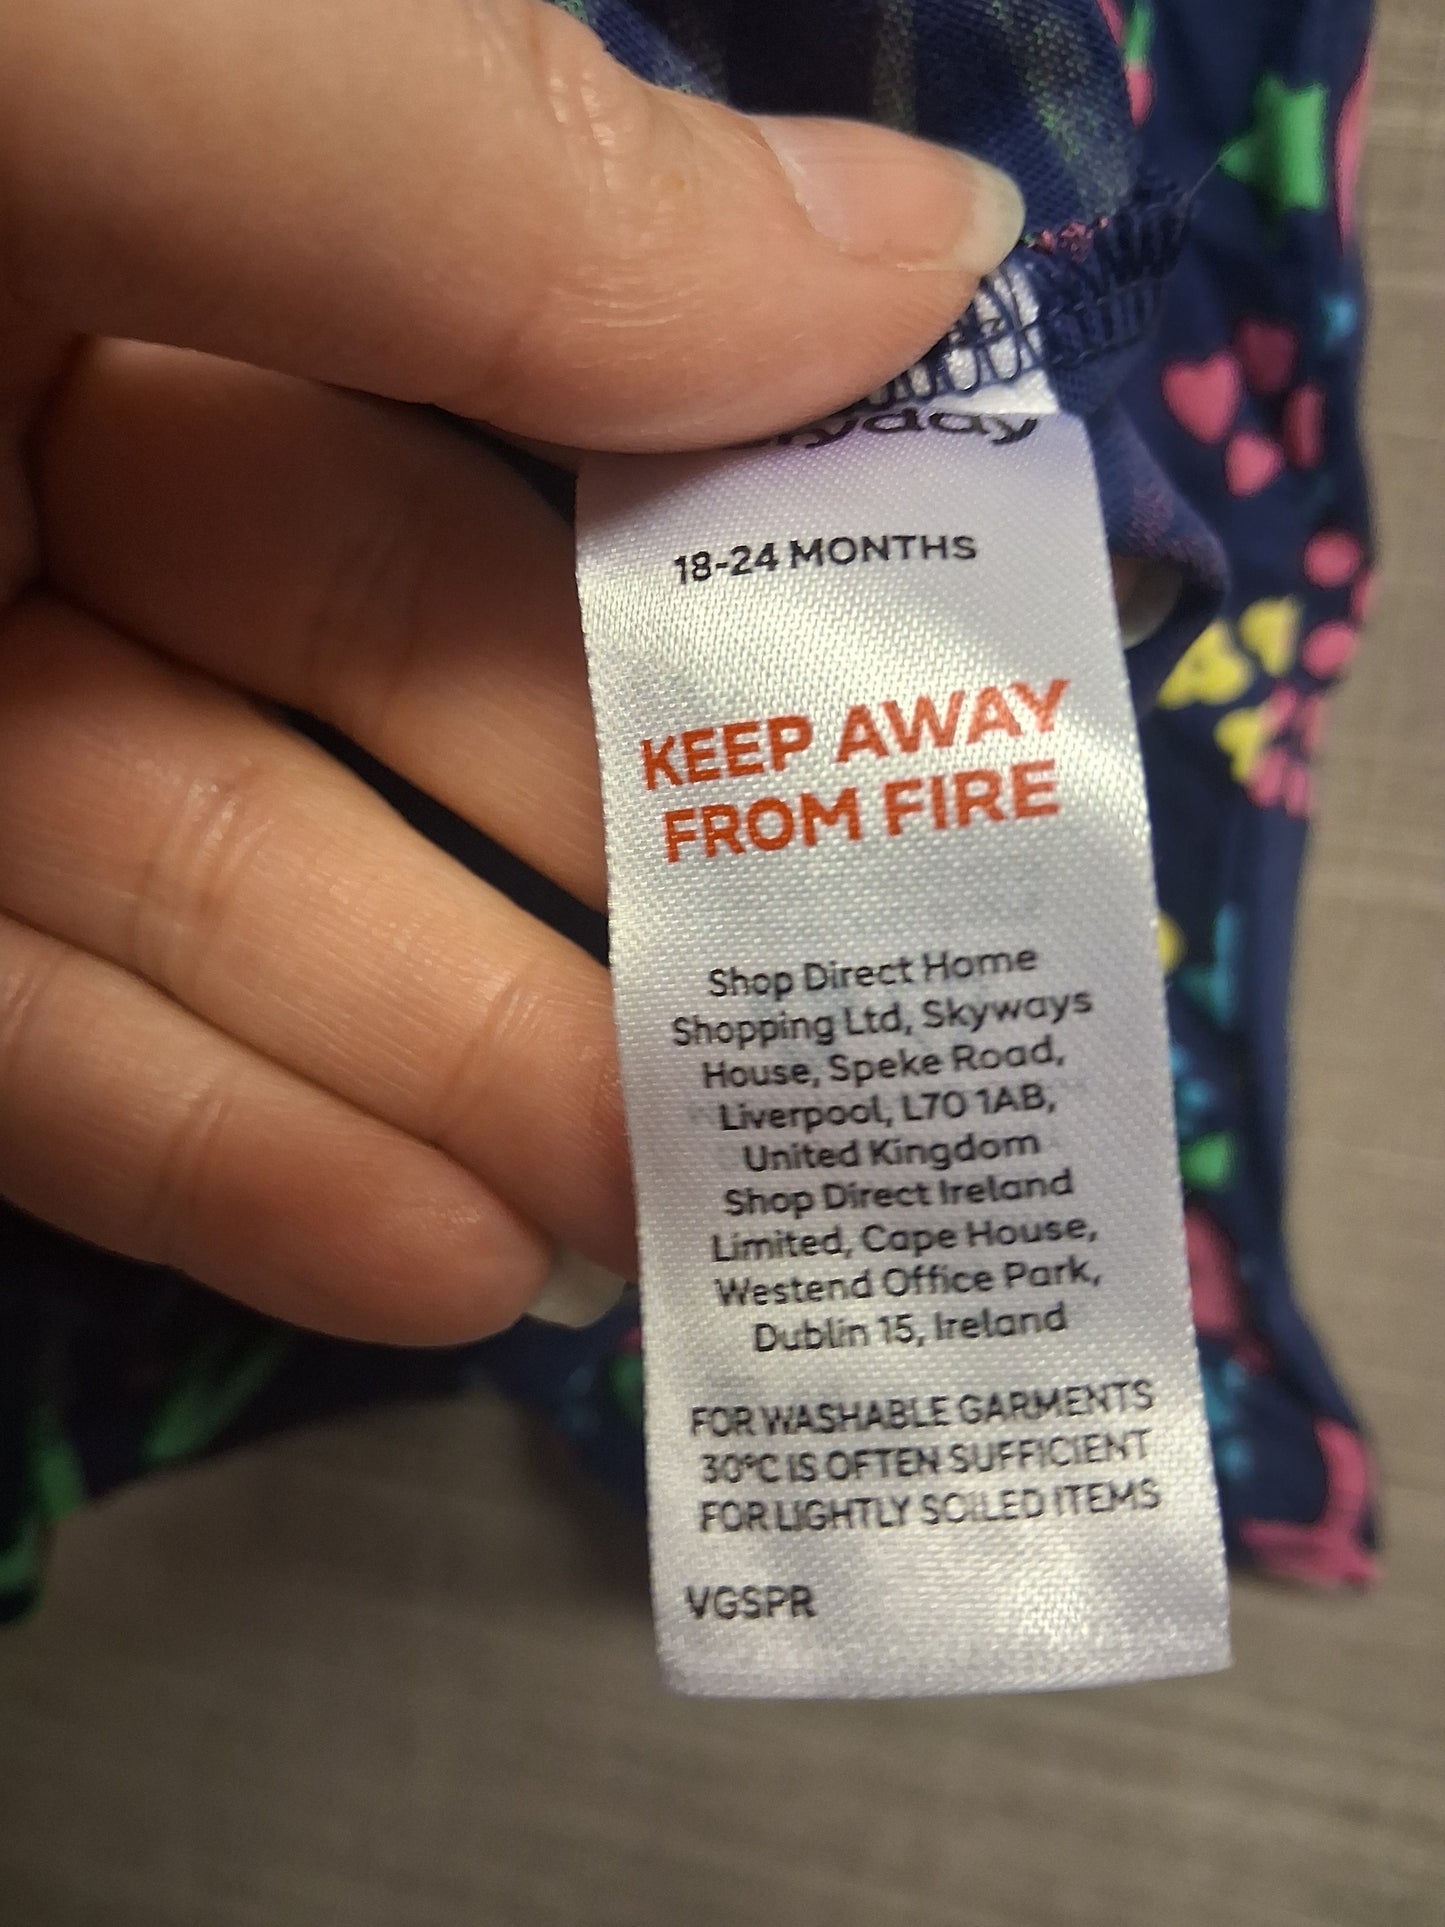 18-24 MONTHS
KEEP AWAY
FROM FIRE
Shop Direct Home
Shopping Ltd, Skyways
House, Speke Road,
Liverpool, L70 1AB,
United Kingdom
Shop Direct Ireland
Limited, Cape House,
Westend Office Park,
Dublin 15, Ireland
FOR WASHABLE GARMENTS
30°C IS OFTEN SUFFICIENT
FOR LIGHTLY SOILED ITEMS
VGSPR